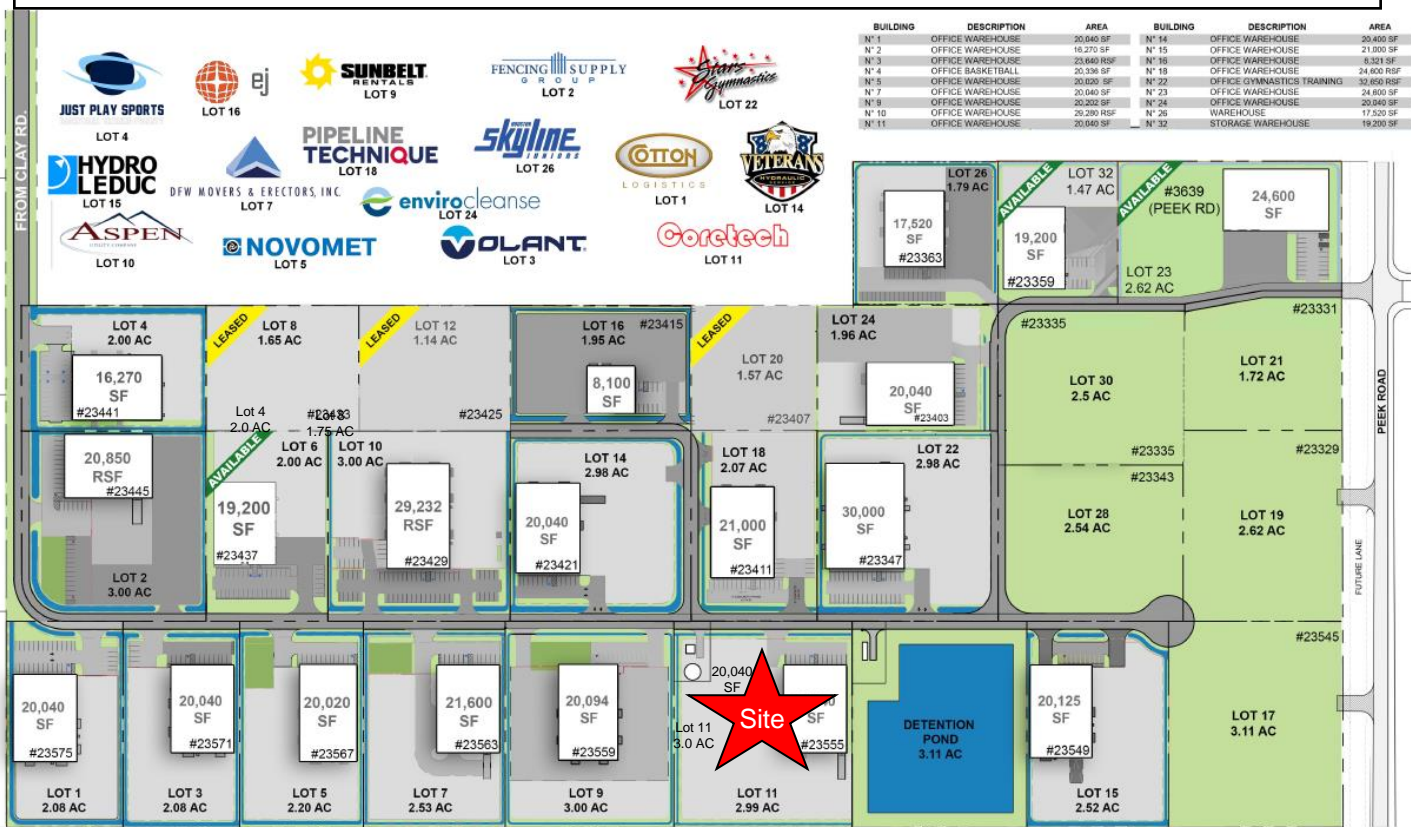 BUILDING DESCRIPTION AREA BUILDING DESCRIPTION AREA
N° 1 OFFICE WAREHOUSE 20,040 SF N° 14 OFFICE WAREHOUSE 20,400 SF
N° 2 OFFICE WAREHOUSE 16,270 SF N° 15 OFFICE WAREHOUSE 21,000 SF
N° 3 OFFICE WAREHOUSE 23,640 RSF N° 16 OFFICE WAREHOUSE 8,321 SF
N° 4 OFFICE BASKETBALL 20,336 SF N° 18 OFFICE WAREHOUSE 24,600 RSF
N° 5 OFFICE WAREHOUSE 20,020 SF N° 22 OFFICE GYMNASTICS TRAINING 32,650 RSF
N° 7 OFFICE WAREHOUSE 20,040 SF N° 23 OFFICE WAREHOUSE 24,600 SF
N° 9 OFFICE WAREHOUSE 20,202 SF N° 24 OFFICE WAREHOUSE 20,040 SF
N° 10 OFFICE WAREHOUSE 29,280 RSF N° 26 WAREHOUSE 17,520 SF
N° 11 OFFICE WAREHOUSE 20,040 SF N° 32 STORAGE WAREHOUSE 19,200 SF
FROM CLAY RD.
JUST PLAY SPORTS
LOT 4
ej
LOT 16
SUNBELT
RENTALS
LOT 9
FENCING SUPPLY
GROUP
LOT 2
Stars
Gymnastics
LOT 22
HYDRO
LEDUC
LOT 15
DFW MOVERS & ERECTORS, INC.
LOT 7
PIPELINE
TECHNIQUE
LOT 18
SKYLINE
JUNIORS
LOT 26
COTTON
LOGISTICS
LOT 1
VETERANS
HYDRAULIC
LOT 14
ASPEN
LOT 10
envirocleanse
LOT 24
NOVOMET
LOT 5
VOLANT
LOT 3
Coretech
LOT 11
LOT 26
1.79 AC
17,520
SF
#23363
AVAILABLE
LOT 32
1.47 AC
19,200
SF
#23359
AVAILABLE
#3639
(PEEK RD)
24,600
SF
LOT 23
2.62 AC
LOT 4
2.00 AC
16,270
SF
#23441
LEASED
LOT 8
1.65 AC
LEASED
LOT 12
1.14 AC
#23425
LOT 16
1.95 AC
#23415
8,100
SF
LEASED
LOT 20
1.57 AC
#23407
LOT 24
1.96 AC
20,040
SF
#23403
#23335
LOT 30
2.5 AC
#23335
#23331
LOT 21
1.72 AC
#23329
PEEK ROAD
Lot 4
2.0 AC
1.75 AC
20,850
RSF
#23445
LOT 2
3.00 AC
AVAILABLE
LOT 6
2.00 AC
19,200
SF
#23437
LOT 10
3.00 AC
29,232
RSF
#23429
LOT 14
2.98 AC
20,040
SF
#23421
LOT 18
2.07 AC
21,000
SF
#23411
LOT 22
2.98 AC
30,000
SF
#23347
#23343
LOT 28
2.54 AC
LOT 19
2.62 AC
FUTURE LANE
20,040
SF
#23575
LOT 1
2.08 AC
20,040
SF
#23571
LOT 3
2.08 AC
20,020
SF
#23567
LOT 5
2.20 AC
21,600
SF
#23563
LOT 7
2.53 AC
20,094
SF
#23559
LOT 9
3.00 AC
20,040
SF
Lot 11
3.0 AC
Site
SF
#23555
LOT 11
2.99 AC
DETENTION
POND
3.11 AC
20,125
SF
#23549
LOT 15
2.52 AC
#23545
LOT 17
3.11 AC